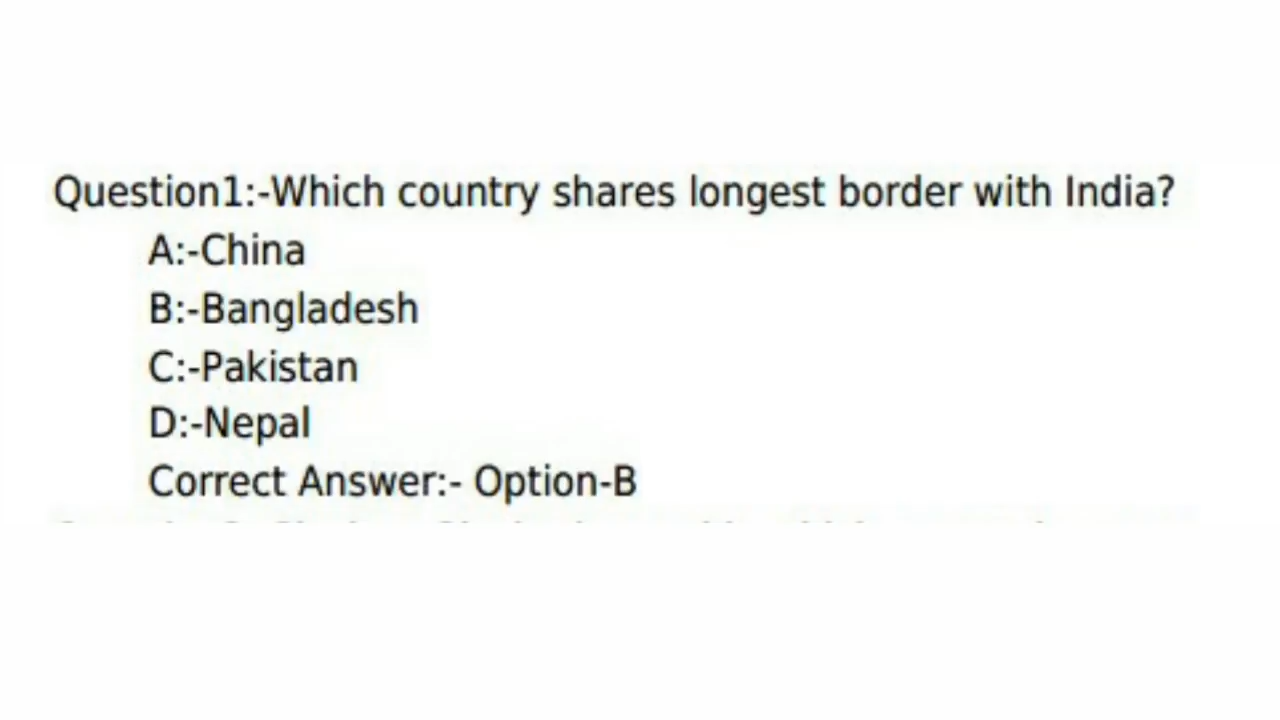 Question1:-Which country shares longest border with India?
A:-China
B:-Bangladesh
C:-Pakistan
D:-Nepal
Correct Answer:- Option-B